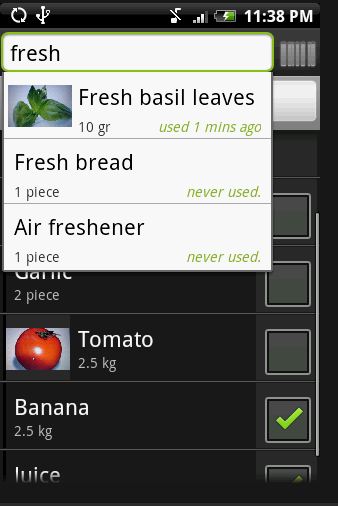 11:38 PM
fresh
Fresh basil leaves
10 gr used 1 mins ago
Fresh bread
1 piece never used.
Air freshener
1 piece never used.
Garlic
2 piece
Tomato
2.5 kg
Banana
2.5 kg
Juice